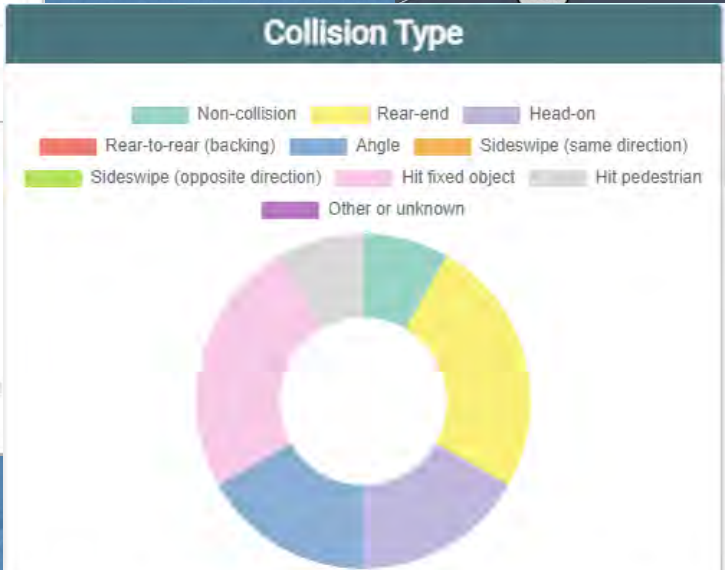 Collision Type
Non-collision Rear-end Head-on
Rear-to-rear (backing) Angle Sideswipe (same direction)
Sideswipe (opposite direction) Hit fixed object Hit pedestrian
Other or unknown